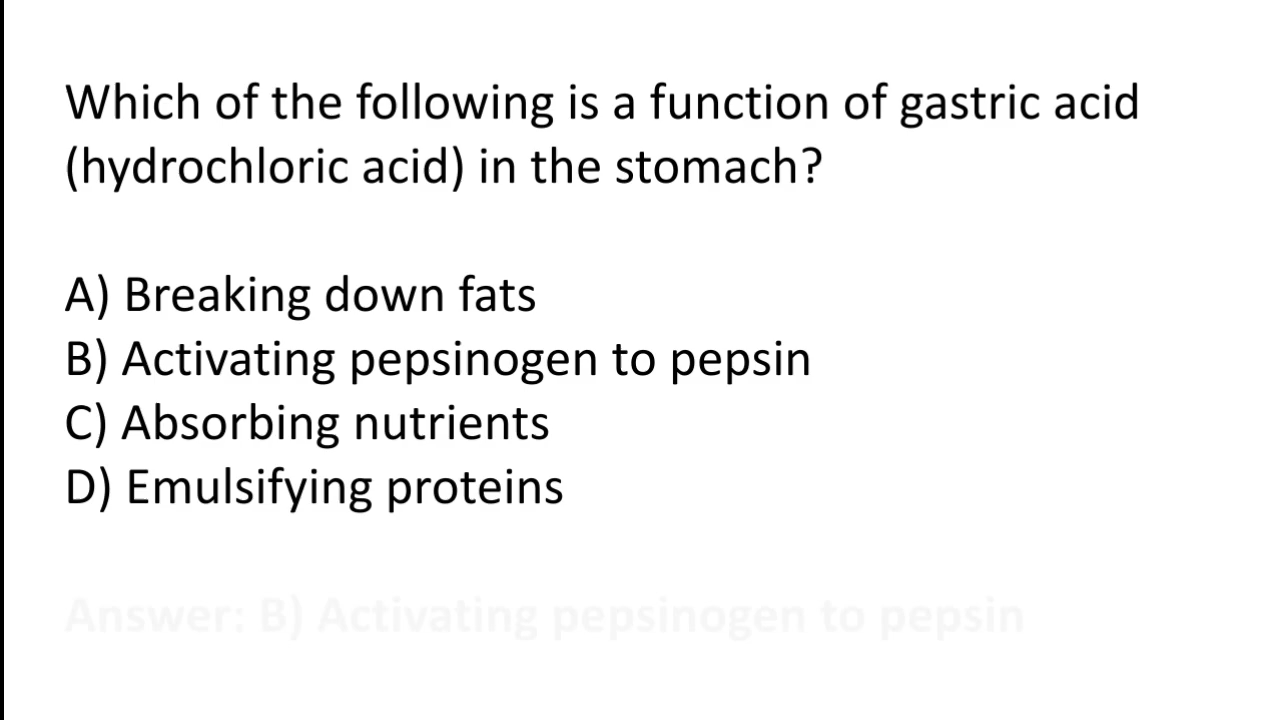 Which of the following is a function of gastric acid
(hydrochloric acid) in the stomach?
A) Breaking down fats
B) Activating pepsinogen to pepsin
C) Absorbing nutrients
D) Emulsifying proteins
Answer: B) Activating pepsinogen to pepsin